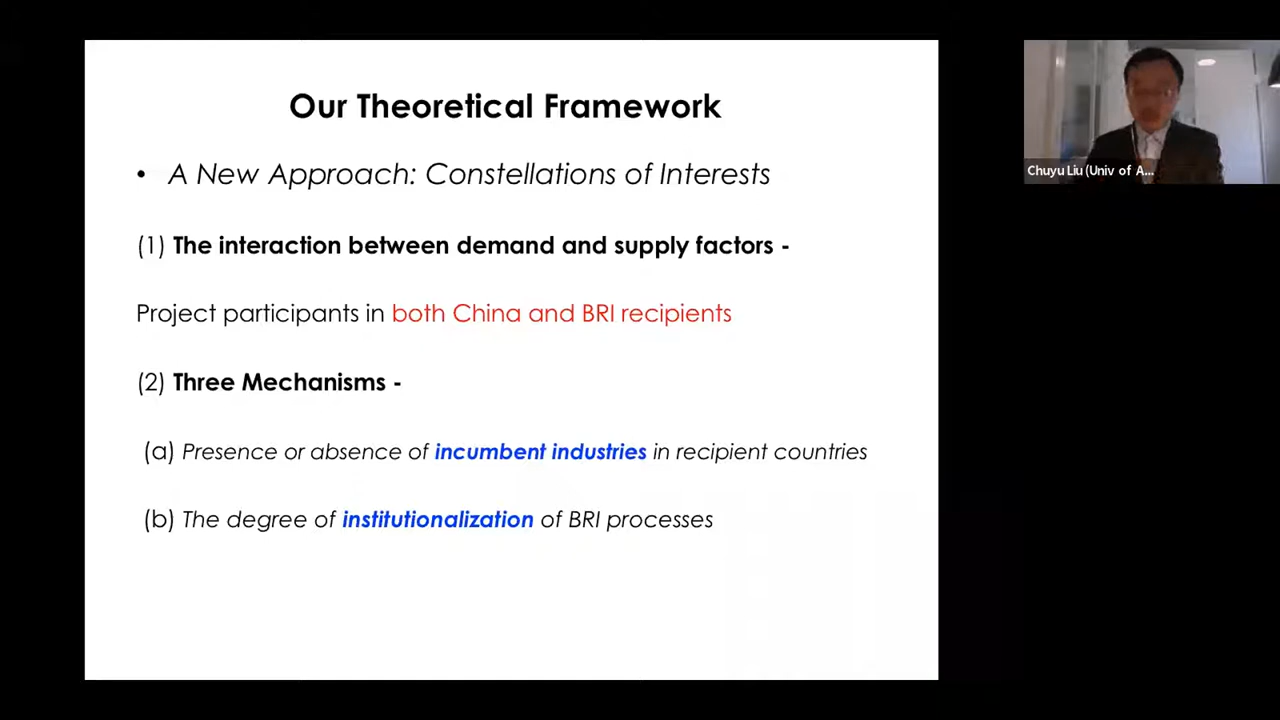 Our Theoretical Framework
• A New Approach: Constellations of Interests
(1) The interaction between demand and supply factors -
Project participants in both China and BRI recipients
(2) Three Mechanisms -
(a) Presence or absence of incumbent industries in recipient countries
(b) The degree of institutionalization of BRI processes
Chuyu Liu (Univ of A...